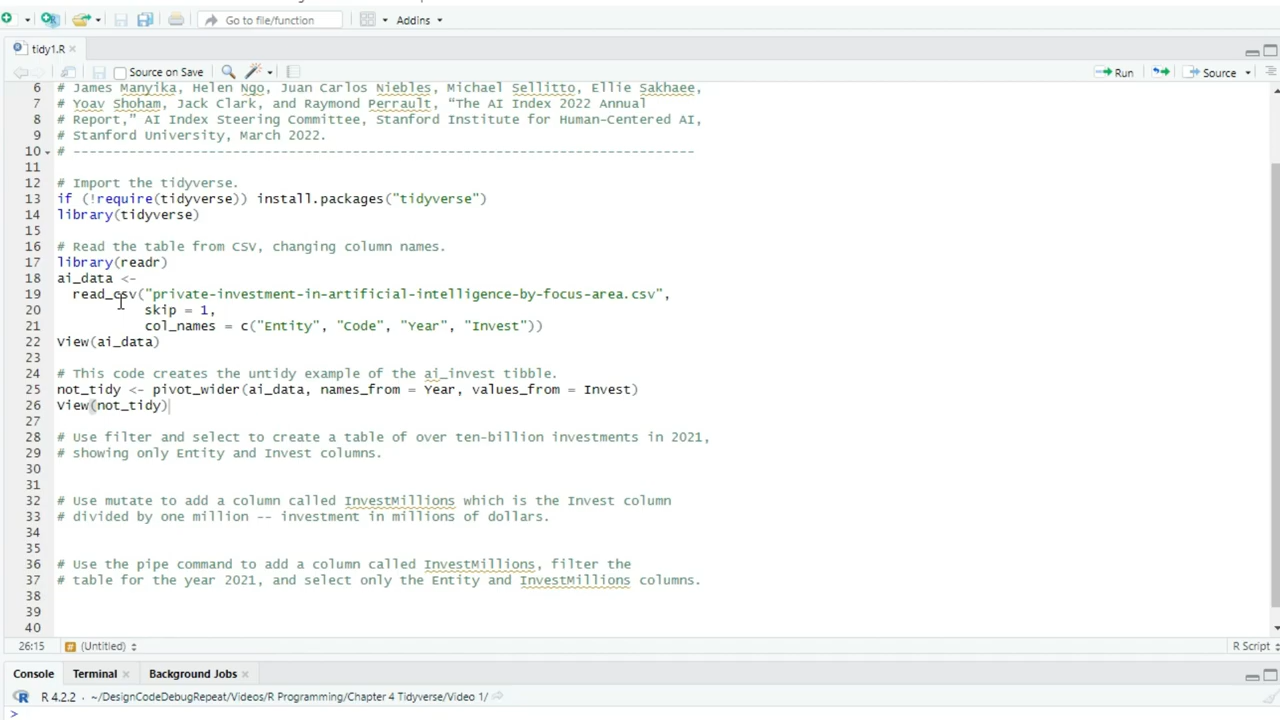 Go to file/function
Addins
tidy1.R
Source on Save
Run
Source
6 # James Manyika, Helen Ngo, Juan Carlos Niebles, Michael Sellitto, Ellie Sakhaee,
7 # Yoav Shoham, Jack Clark, and Raymond Perrault, “The AI Index 2022 Annual
8 # Report,” AI Index Steering Committee, Stanford Institute for Human-Centered AI,
9 # Stanford University, March 2022.
10 # ------------------------------------------------------------------------------
11
12 # Import the tidyverse.
13 if (!require(tidyverse)) install.packages("tidyverse")
14 library(tidyverse)
15
16 # Read the table from CSV, changing column names.
17 library(readr)
18 ai_data <-
19 read_csv("private-investment-in-artificial-intelligence-by-focus-area.csv",
20 skip = 1,
21 col_names = c("Entity", "Code", "Year", "Invest"))
22 View(ai_data)
23
24 # This code creates the untidy example of the ai_invest tibble.
25 not_tidy <- pivot_wider(ai_data, names_from = Year, values_from = Invest)
26 View(not_tidy)
27
28 # Use filter and select to create a table of over ten-billion investments in 2021,
29 # showing only Entity and Invest columns.
30
31
32 # Use mutate to add a column called InvestMillions which is the Invest column
33 # divided by one million -- investment in millions of dollars.
34
35
36 # Use the pipe command to add a column called InvestMillions, filter the
37 # table for the year 2021, and select only the Entity and InvestMillions columns.
38
39
40
26:15 # (Untitled) R Script
Console Terminal Background Jobs
R R 4.2.2 · ~/DesignCodeDebugRepeat/Videos/R Programming/Chapter 4 Tidyverse/Video 1/
>